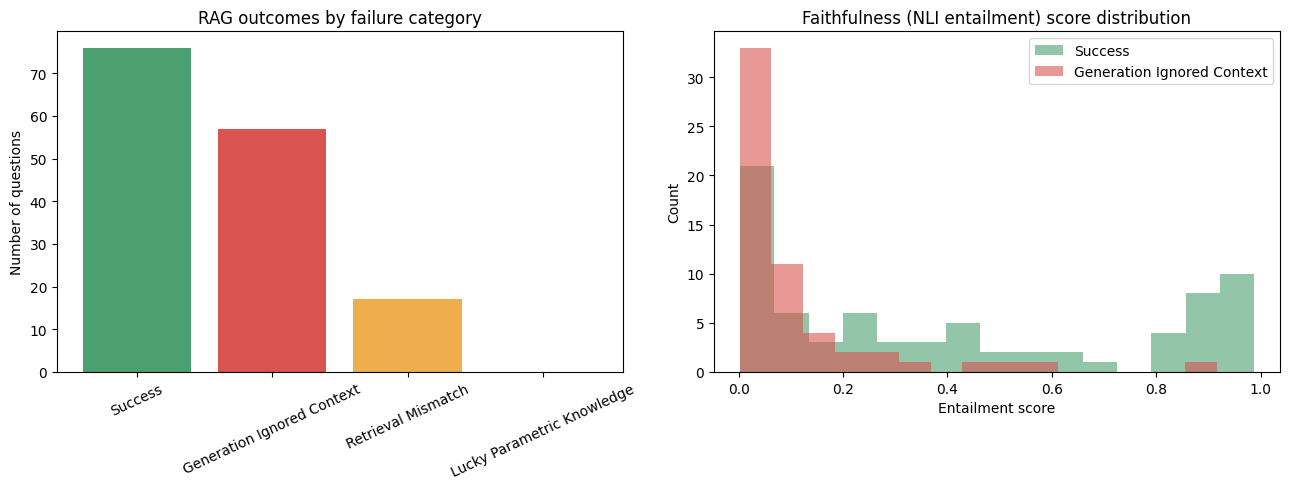 RAG outcomes by failure category
Number of questions
70
60
50
40
30
20
10
0
Success
Generation Ignored Context
Retrieval Mismatch
Lucky Parametric Knowledge
Faithfulness (NLI entailment) score distribution
Success
Generation Ignored Context
Count
30
25
20
15
10
5
0
0.0 0.2 0.4 0.6 0.8 1.0
Entailment score